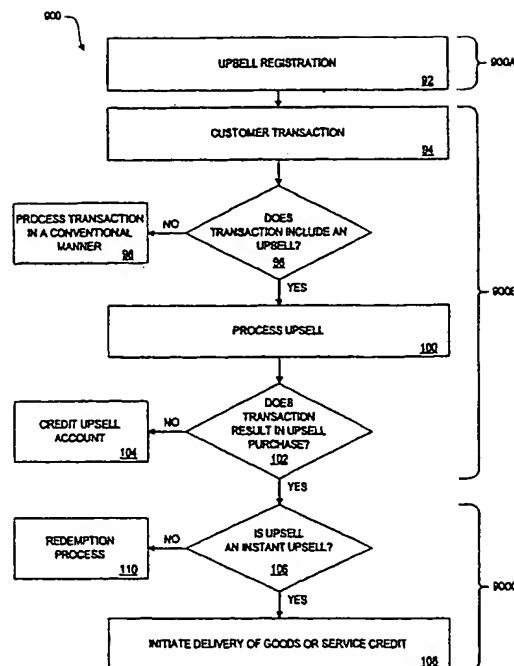 900
UPSELL REGISTRATION
92
900A
CUSTOMER TRANSACTION
94
DOES
TRANSACTION INCLUDE AN
UPSELL?
96
NO
PROCESS TRANSACTION
IN A CONVENTIONAL
MANNER
98
YES
900B
PROCESS UPSELL
100
DOES
TRANSACTION
RESULT IN UPSELL
PURCHASE?
102
NO
CREDIT UPSELL
ACCOUNT
104
YES
IS UPSELL
AN INSTANT UPSELL?
106
NO
REDEMPTION
PROCESS
110
YES
900C
INITIATE DELIVERY OF GOODS OR SERVICE CREDIT
108